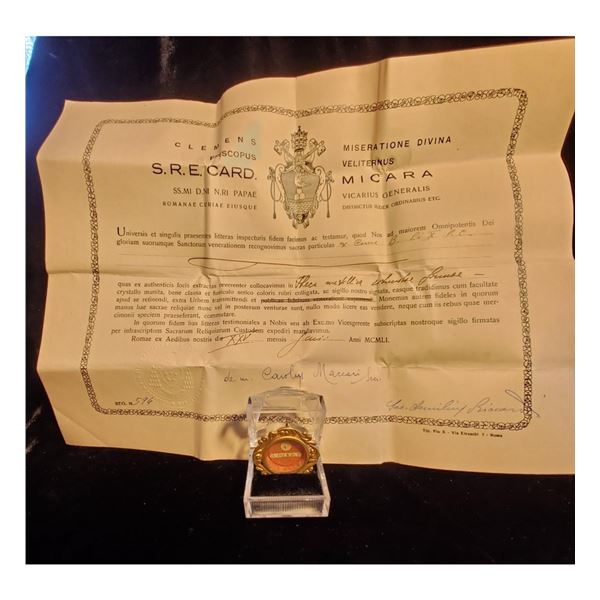 CLEMENS
EPISCOPUS
S.R.E. CARD.
SS.MI D.NI N.RI PAPAE
ROMANAE CURIAE EIUSQUE
MISERATIONE DIVINA
VELITERNUS
MICARA
VICARIUS GENERALIS
DISTRICTUS IUDEX ORDINARIUS ETC.
Universis et singulis praesentes litteras inspecturis fidem facimus ac testamur, quod Nos ad maiorem Omnipotentis Dei
gloriam suorumque Sanctorum venerationem recognovimus sacras particulas
quas ex authenticis locis extractas reverenter collocavimus in
crystallo munita, bene clausa et funiculo serico coloris rubri colligata, ac sigillo nostro signata, easque tradidimus cum facultate
apud se retinendi, extra Urbem transmittendi et publicae fidelium venerationi exponendi. Monemus autem fideles in quorum
manus hae sacrae reliquiae vel in posterum venturae sunt, nullo modo licere eas vendere, neque cum iis rebus quae mer-
cimonii speciem praeseferant, commutare.
In quorum fidem has litteras testimoniales a Nobis seu ab Exc.mo Vicesgerente subscriptas nostroque sigillo firmatas
per infrascriptum Sacrarum Reliquiarum Custodem expediri mandavimus.
Romae ex Aedibus nostris die XXV mensis Anni MCMLI.
REG. N. 596
Tip. Pio X - Via Etruschi 7 - Roma